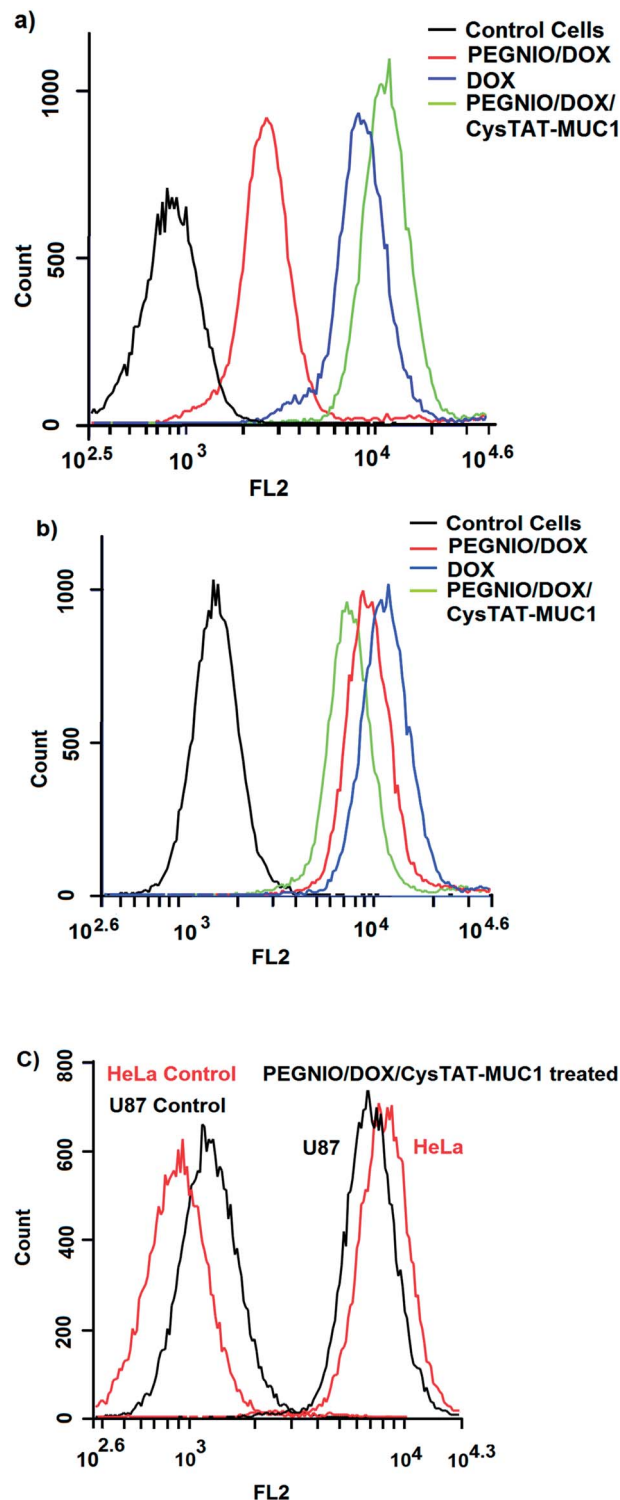 a)
Control Cells
PEGNIO/DOX
DOX
PEGNIO/DOX/
CysTAT-MUC1
1000
500
0
Count
10^2.5 10^3 10^4 10^4.6
FL2
b)
Control Cells
PEGNIO/DOX
DOX
PEGNIO/DOX/
CysTAT-MUC1
1000
500
0
Count
10^2.6 10^3 10^4 10^4.6
FL2
C)
HeLa Control
U87 Control
PEGNIO/DOX/CysTAT-MUC1 treated
U87
HeLa
800
600
400
200
0
Count
10^2.6 10^3 10^4 10^4.3
FL2